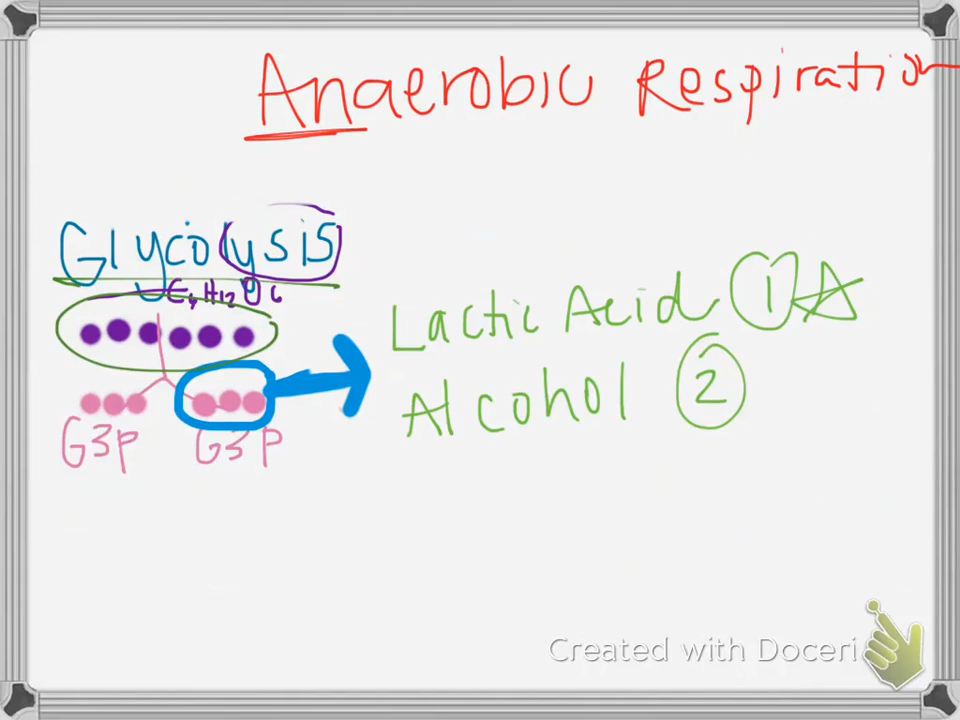 Anaerobic Respiration
Glycolysis
C6H12O6
Lactic Acid 1
Alcohol 2
G3p G3p
Created with Doceri